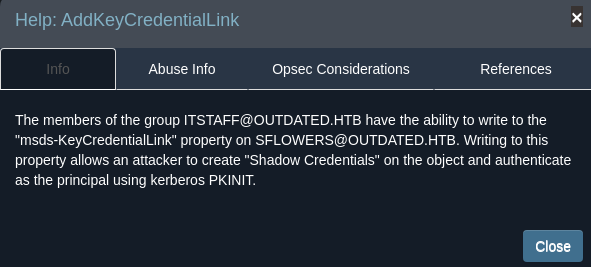 Help: AddKeyCredentialLink
×
Info
Abuse Info
Opsec Considerations
References
The members of the group ITSTAFF@OUTDATED.HTB have the ability to write to the
"msds-KeyCredentialLink" property on SFLOWERS@OUTDATED.HTB. Writing to this
property allows an attacker to create "Shadow Credentials" on the object and authenticate
as the principal using kerberos PKINIT.
Close